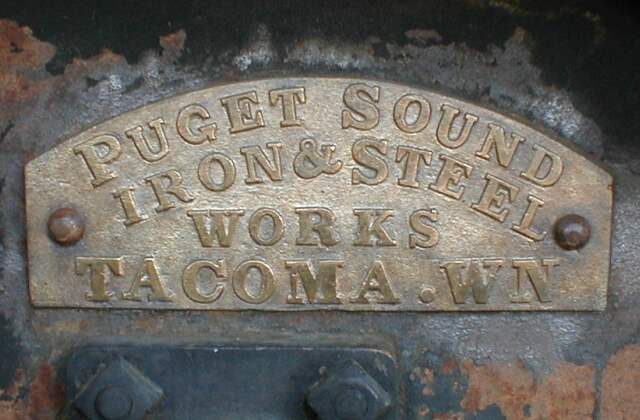 PUGET SOUND
IRON & STEEL
WORKS
TACOMA. WN